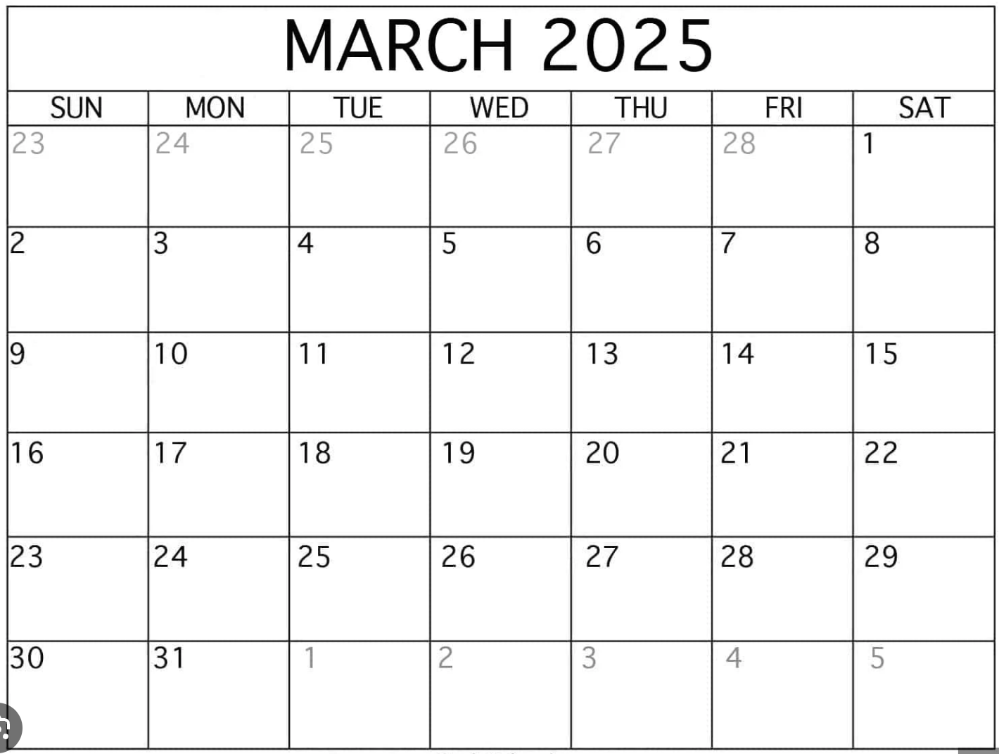 MARCH 2025
SUN MON TUE WED THU FRI SAT
23 24 25 26 27 28 1
2 3 4 5 6 7 8
9 10 11 12 13 14 15
16 17 18 19 20 21 22
23 24 25 26 27 28 29
30 31 1 2 3 4 5